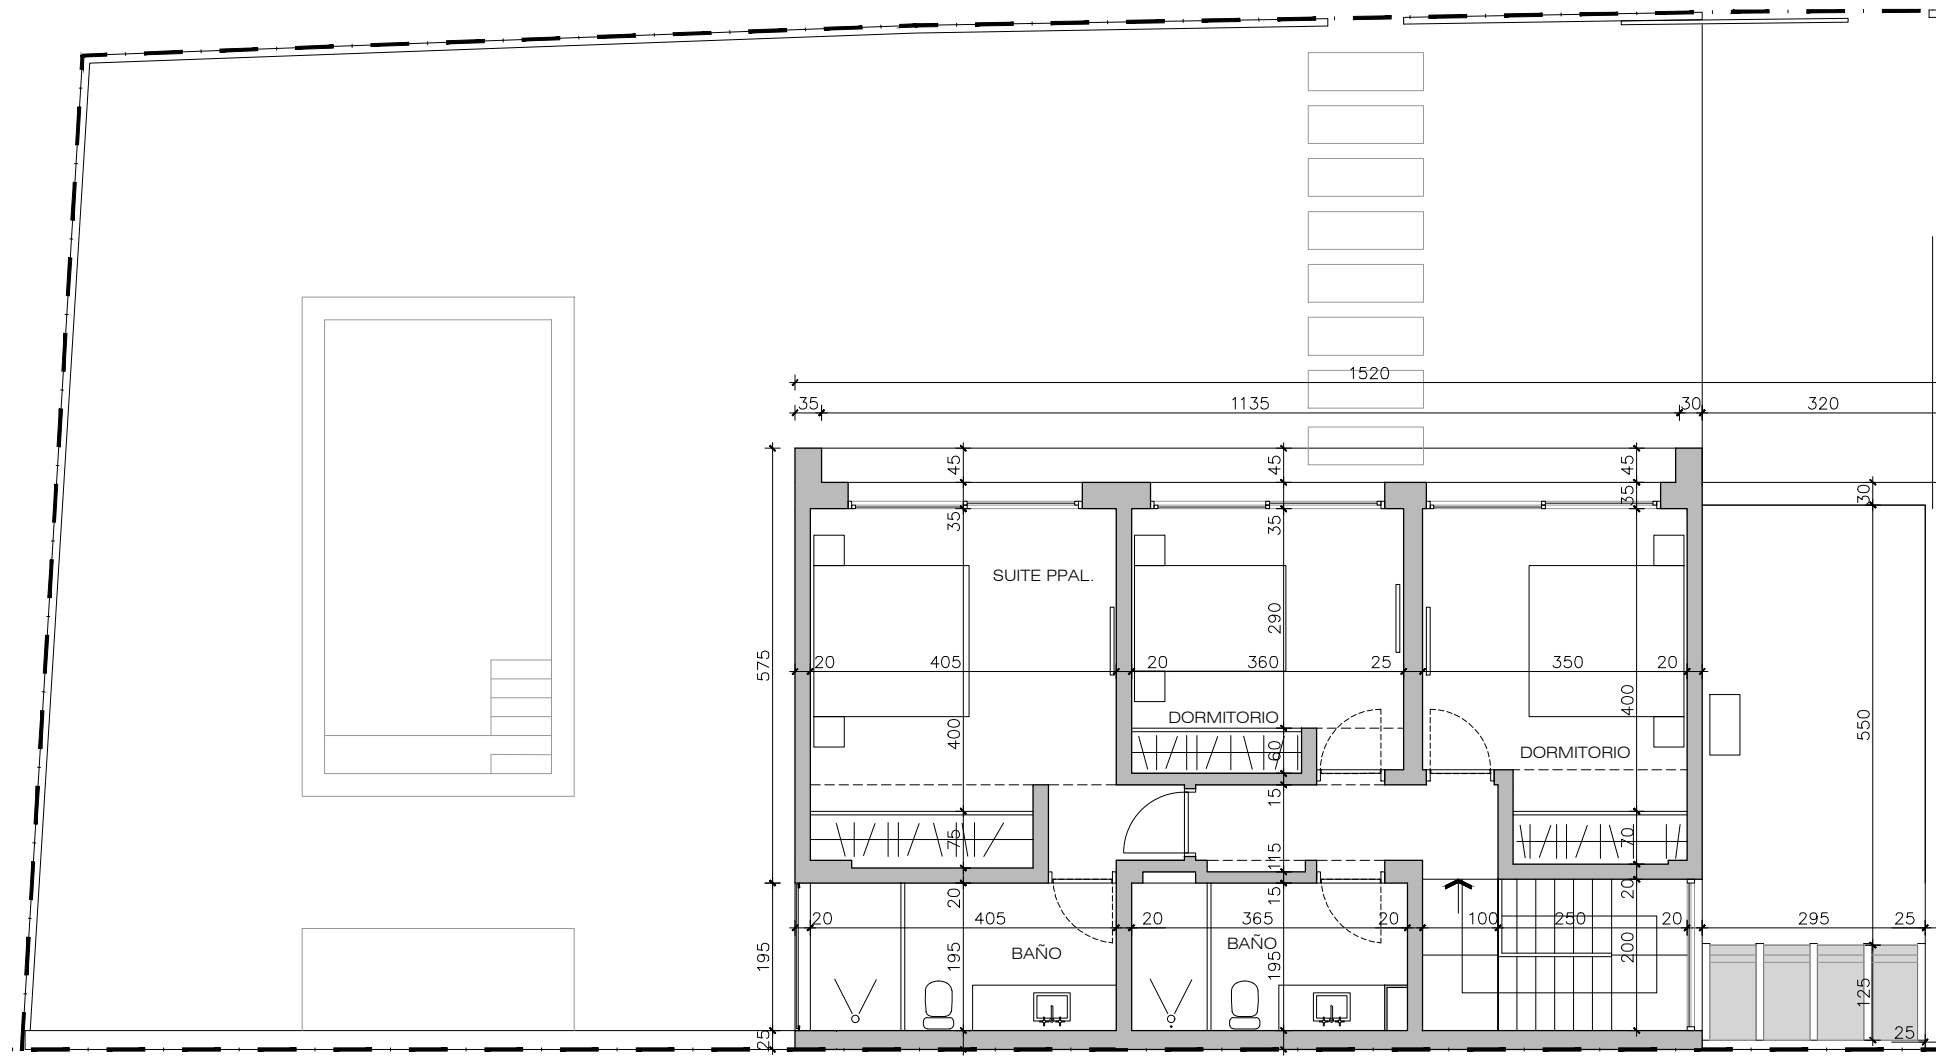 1520
35 1135 30 320
45 45 45
35 35 35 30
SUITE PPAL.
290
575
20 405 20 360 25 350 20
400 400 550
DORMITORIO
DORMITORIO
60
75 15 70
115
20 15 20
20 405 20 365 20 100 250 20 295 25
BAÑO BAÑO
195 195 195 200 125
25 25